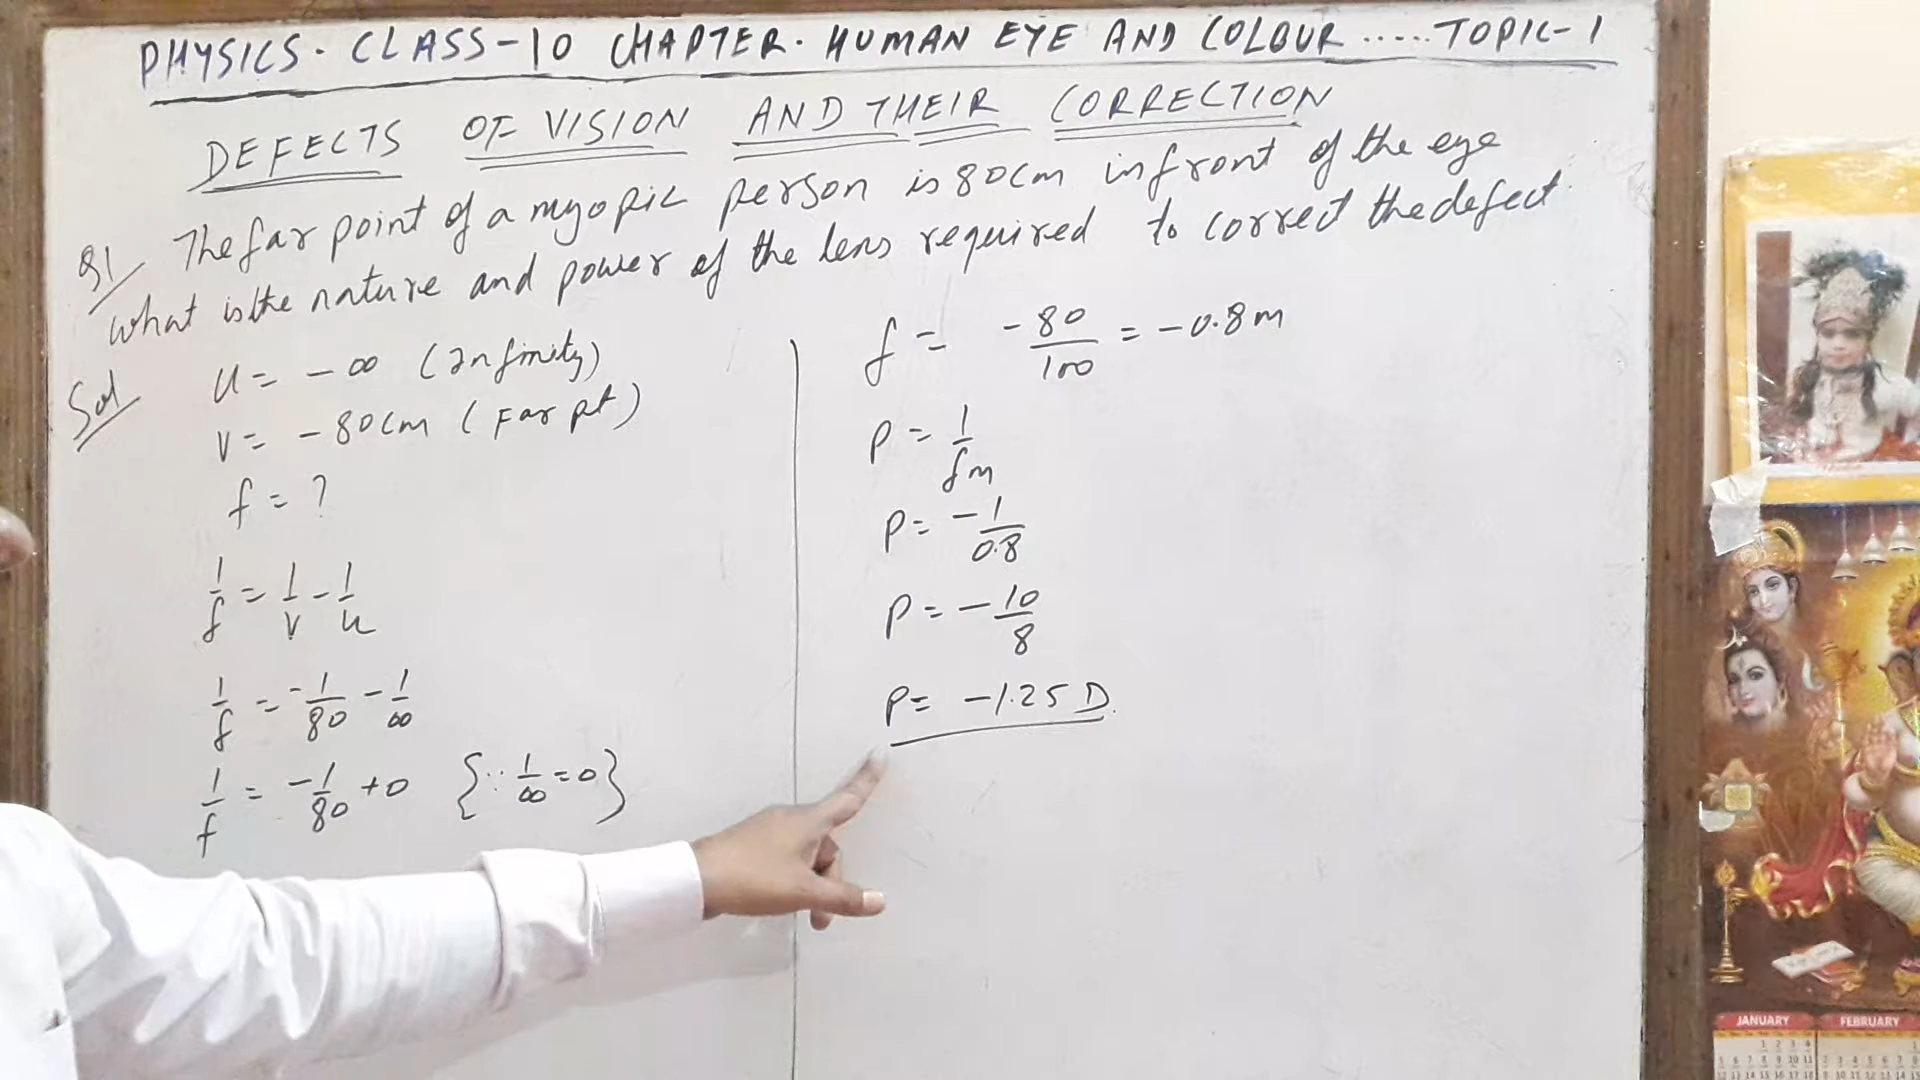 PHYSICS. CLASS-10 CHAPTER. HUMAN EYE AND COLOUR ..... TOPIC-1
DEFECTS OF VISION AND THEIR CORRECTION
Q1 The far point of a myopic person is 80cm infront of the eye
what is the nature and power of the lens required to correct the defect.
Sol
u = - ∞ (Infinity)
v = - 80cm (Far pt)
f = ?
1/f = 1/v - 1/u
1/f = -1/80 - 1/∞
1/f = -1/80 + 0 {∵ 1/∞ = 0}
f = -80/100 = -0.8m
P = 1/fm
P = -1/0.8
P = -10/8
P = -1.25 D.
JANUARY
FEBRUARY